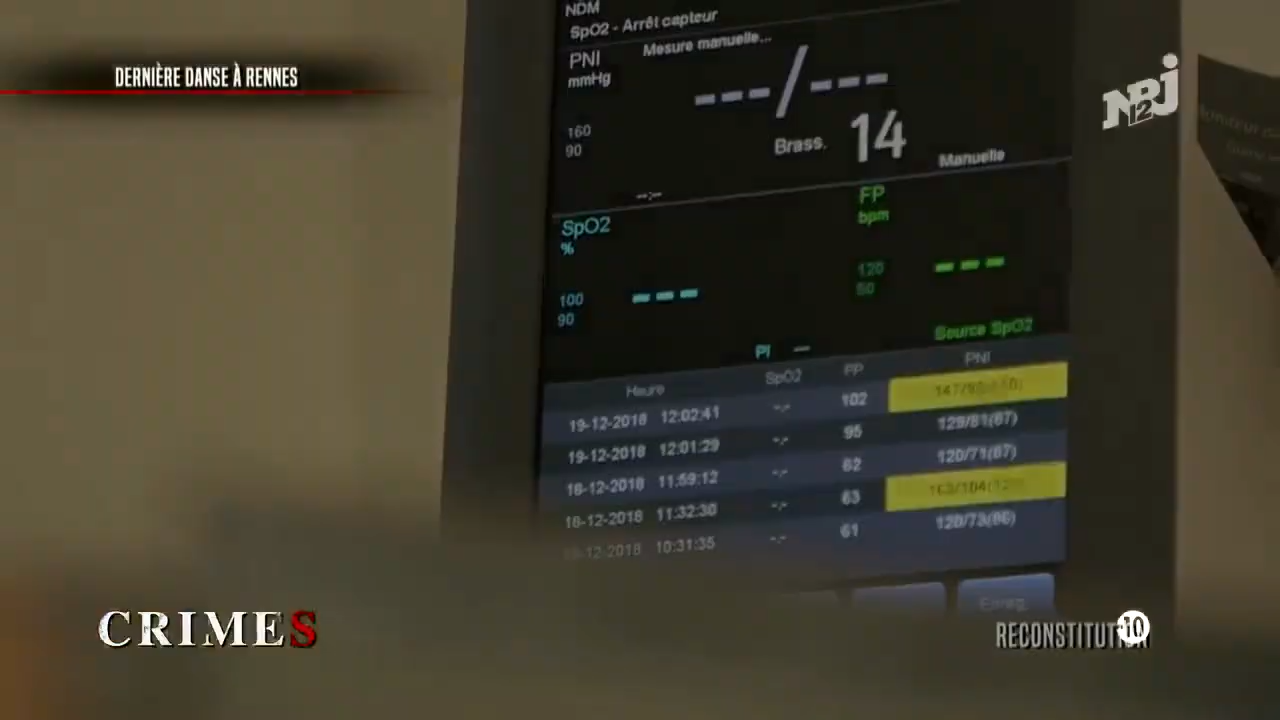 NDM
SpO2 - Arrêt capteur
PNI
mmHg
Mesure manuelle...
---/---
160
90
Brass. 14
Manuelle
--:--
DERNIÈRE DANSE À RENNES
NRJ
12
SpO2
%
100
90
---
FP
bpm
120
50
---
PI —
Source SpO2
Heure SpO2 FP PNI
19-12-2018 12:02:41 -.- 102
19-12-2018 12:01:29 -.- 95 129/81(67)
18-12-2018 11:59:12 -.- 62 120/71(87)
18-12-2018 11:32:30 -.- 63
12-2018 10:31:35 -.- 61 120/73(86)
Enreg.
CRIMES
RECONSTITUTION
10